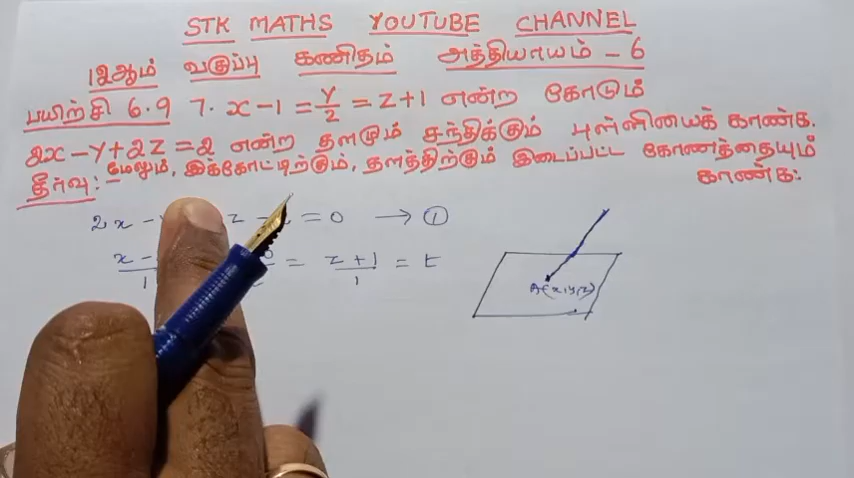 STK MATHS YOUTUBE CHANNEL
12ஆம் வகுப்பு கணிதம் அத்தியாயம் - 6
பயிற்சி 6.9 7. x-1 = y/2 = z+1 என்ற கோடும்
2x-y+2z=2 என்ற தளமும் சந்திக்கும் புள்ளியைக் காண்க.
மேலும், இக்கோட்டிற்கும், தளத்திற்கும் இடைப்பட்ட கோணத்தையும் காண்க:
தீர்வு:-
2x - = 0 → ①
= z+1/1 = t
A(x,y,z)